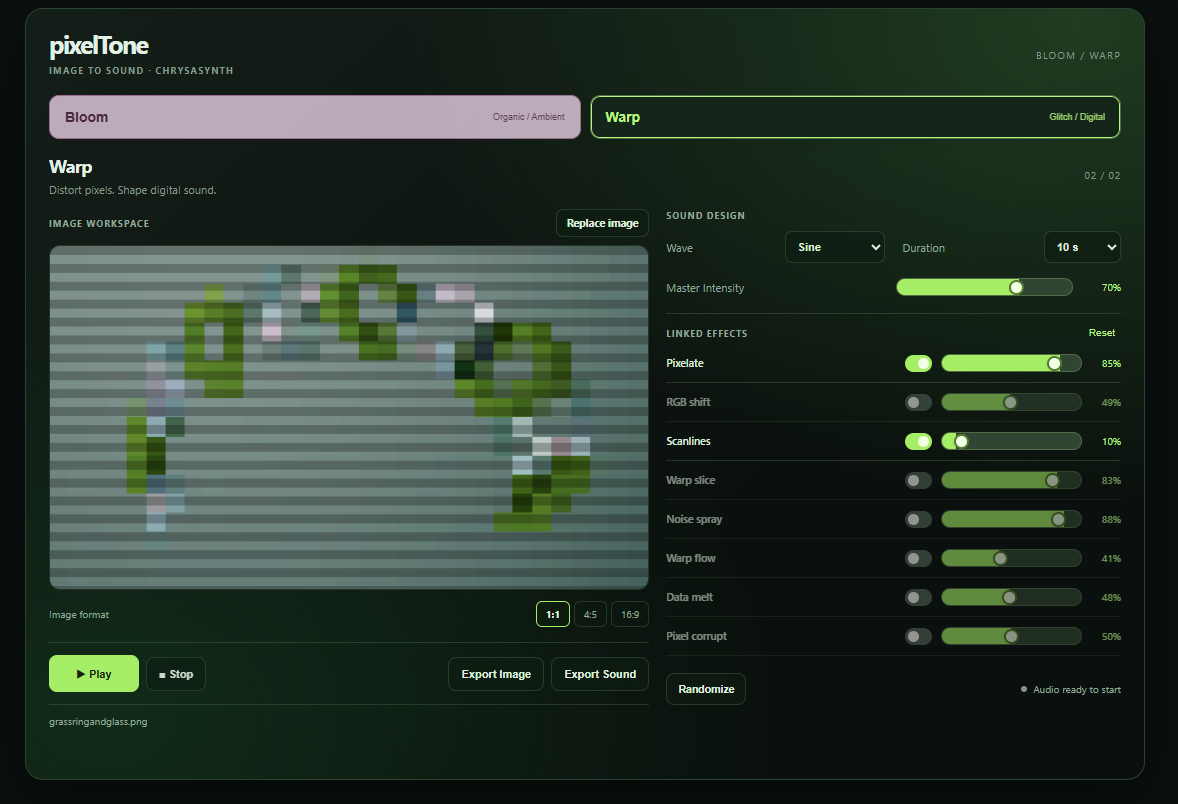 pixelTone
IMAGE TO SOUND · CHRYSASYNTH
BLOOM / WARP
Bloom
Organic / Ambient
Warp
Glitch / Digital
Warp
Distort pixels. Shape digital sound.
02 / 02
IMAGE WORKSPACE
Replace image
Image format
1:1
4:5
16:9
▶ Play
■ Stop
Export Image
Export Sound
grassringandglass.png
SOUND DESIGN
Wave
Sine
Duration
10 s
Master Intensity
70%
LINKED EFFECTS
Reset
Pixelate
85%
RGB shift
49%
Scanlines
10%
Warp slice
83%
Noise spray
88%
Warp flow
41%
Data melt
48%
Pixel corrupt
50%
Randomize
Audio ready to start